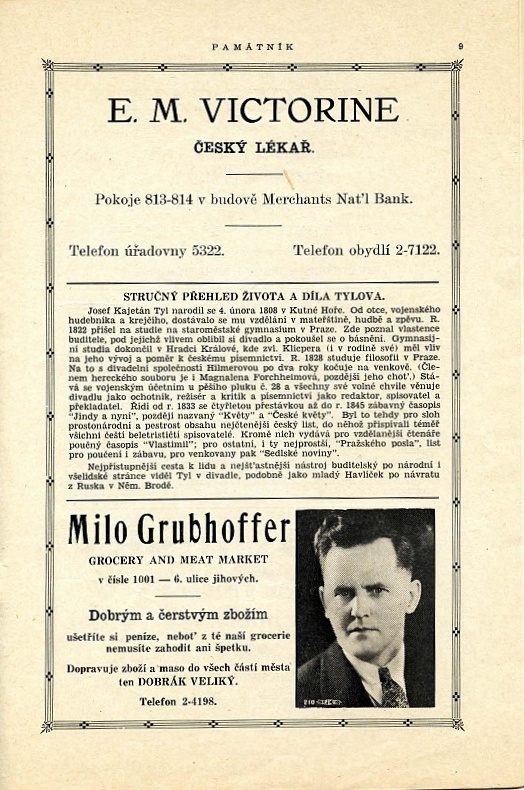 PAMÁTNÍK 9
E. M. VICTORINE
ČESKÝ LÉKAŘ.
Pokoje 813-814 v budově Merchants Nat'l Bank.
Telefon úřadovny 5322. Telefon obydlí 2-7122.
STRUČNÝ PŘEHLED ŽIVOTA A DÍLA TYLOVA.
Josef Kajetán Tyl narodil se 4. února 1808 v Kutné Hoře. Od otce, vojenského
hudebníka a krejčího, dostávalo se mu vzdělání v mateřštině, hudbě a zpěvu. R.
1822 přišel na studie na staroměstské gymnasium v Praze. Zde poznal vlastence
buditele, pod jejichž vlivem oblibil si divadlo a pokoušel se o básnění. Gymnasij-
ní studia dokončil v Hradci Králové, kde zvl. Klicpera (i v rodině své) měl vliv
na jeho vývoj a poměr k českému písemnictví. R. 1828 studuje filosofii v Praze.
Na to s divadelní společností Hilmerovou po dva roky kočuje na venkově. (Čle-
nem hereckého souboru je i Magnalena Forchheimová, pozdější jeho choť.) Stá-
vá se vojenským účetním u pěšího pluku č. 28 a všechny své volné chvíle věnuje
divadlu jako ochotník, režisér a kritik a písemnictví jako redaktor, spisovatel a
překladatel. Řídí od r. 1833 se čtyřletou přestávkou až do r. 1845 zábavný časopis
"Jindy a nyní", později nazvaný "Květy" a "České květy". Byl to tehdy pro sloh
prostonárodní a pestrost obsahu nejčtenější český list, do něhož přispívali téměř
všichni čeští beletrističtí spisovatelé. Kromě nich vydává pro vzdělanější čtenáře
poučný časopis "Vlastimil"; pro ostatní, i ty nejprostší, "Pražského posla", list
pro poučení i zábavu, pro venkovany pak "Sedlské noviny".
Nejpřístupnější cesta k lidu a nejšťastnější nástroj buditelský po národní i
všelidské stránce viděl Tyl v divadle, podobně jako mladý Havlíček po návratu
z Ruska v Něm. Brodě.
Milo Grubhoffer
GROCERY AND MEAT MARKET
v čísle 1001 — 6. ulice jihových.
Dobrým a čerstvým zbožím
ušetříte si peníze, neboť z té naší grocerie
nemusíte zahodit ani špetku.
Dopravuje zboží a maso do všech částí města
ten DOBRÁK VELIKÝ.
Telefon 2-4198.